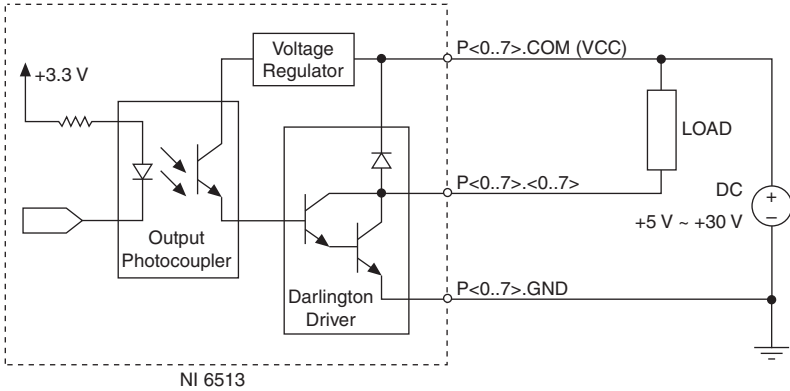 Voltage
Regulator
P<0..7>.COM (VCC)
+3.3 V
LOAD
P<0..7>.<0..7>
DC
+
−
+5 V ~ +30 V
Output
Photocoupler
Darlington
Driver
P<0..7>.GND
NI 6513